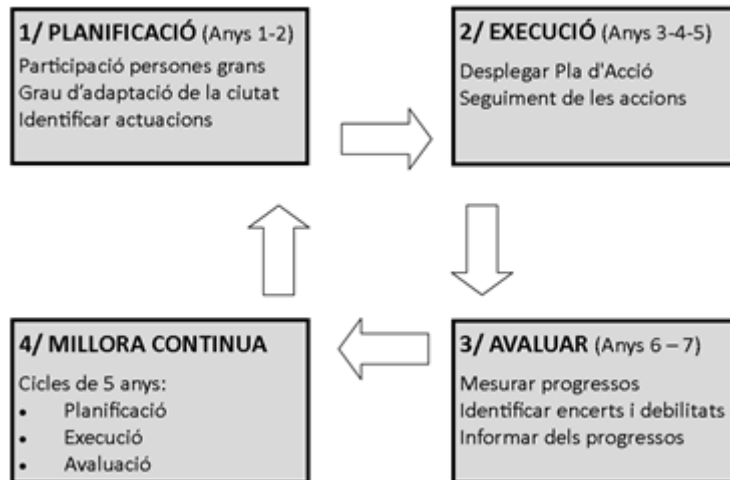 1/ PLANIFICACIÓ (Anys 1-2)
Participació persones grans
Grau d'adaptació de la ciutat
Identificar actuacions
2/ EXECUCIÓ (Anys 3-4-5)
Desplegar Pla d'Acció
Seguiment de les accions
3/ AVALUAR (Anys 6 – 7)
Mesurar progressos
Identificar encerts i debilitats
Informar dels progressos
4/ MILLORA CONTINUA
Cicles de 5 anys:
• Planificació
• Execució
• Avaluació